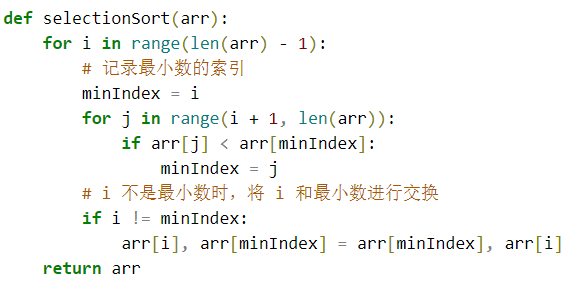 def selectionSort(arr):
    for i in range(len(arr) - 1):
        # 记录最小数的索引
        minIndex = i
        for j in range(i + 1, len(arr)):
            if arr[j] < arr[minIndex]:
                minIndex = j
        # i 不是最小数时，将 i 和最小数进行交换
        if i != minIndex:
            arr[i], arr[minIndex] = arr[minIndex], arr[i]
    return arr